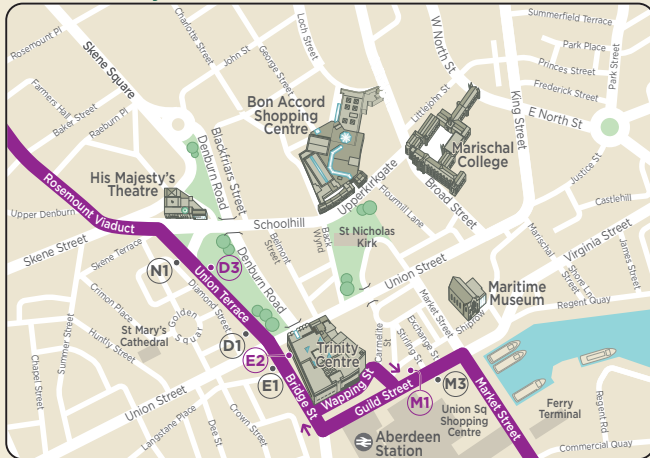 Rosemount Pl
Skene Square
Charlotte Street
John St
George Street
Loch Street
W North St
Summerfield Terrace
Park Place
Princes Street
Frederick Street
Park Street
E North St
King Street
Littlejohn St
Farmers Hall
Baker Street
Raeburn Pl
Blackfriars Street
Denburn Road
Bon Accord
Shopping
Centre
Marischal
College
Broad Street
Upperkirkgate
Flourmill Lane
Justice St
Castlehill
His Majesty's
Theatre
Rosemount Viaduct
Upper Denburn
Skene Street
Skene Terrace
Schoolhill
Belmont
Street
Back
Wynd
St Nicholas
Kirk
Marischal
Street
Virginia Street
Shore Ln
James Street
Regent Quay
N1
D3
Denburn Road
Union Terrace
Union Street
Diamond Street
Golden
Square
Crimon Place
Huntly Street
St Mary's
Cathedral
Summer Street
Chapel Street
D1
E2
E1
Trinity
Centre
Carmelite
St
Stirling St
Exchange St
Market Street
Shiprow
Maritime
Museum
Bridge St
Wapping St
Guild Street
M1
M3
Union Sq
Shopping
Centre
Market Street
Ferry
Terminal
Regent Rd
Commercial Quay
Union Street
Langstane Place
Dee St
Crown Street
Aberdeen
Station